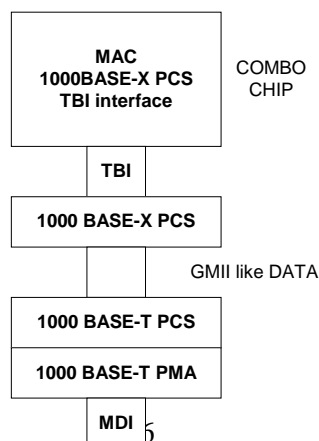 MAC
1000BASE-X PCS
TBI interface
COMBO
CHIP
TBI
1000 BASE-X PCS
GMII like DATA
1000 BASE-T PCS
1000 BASE-T PMA
MDI